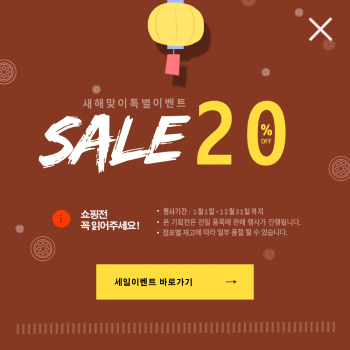 새해맞이특별이벤트
SALE 20% OFF
쇼핑전
꼭 읽어주세요!
• 행사기간 : 1월1일~12월31일까지
• 본 기획전은 전일 품목에 한해 행사가 진행됩니다.
• 점포별 재고에 따라 일부 품절 될 수 있습니다.
세일이벤트 바로가기 →